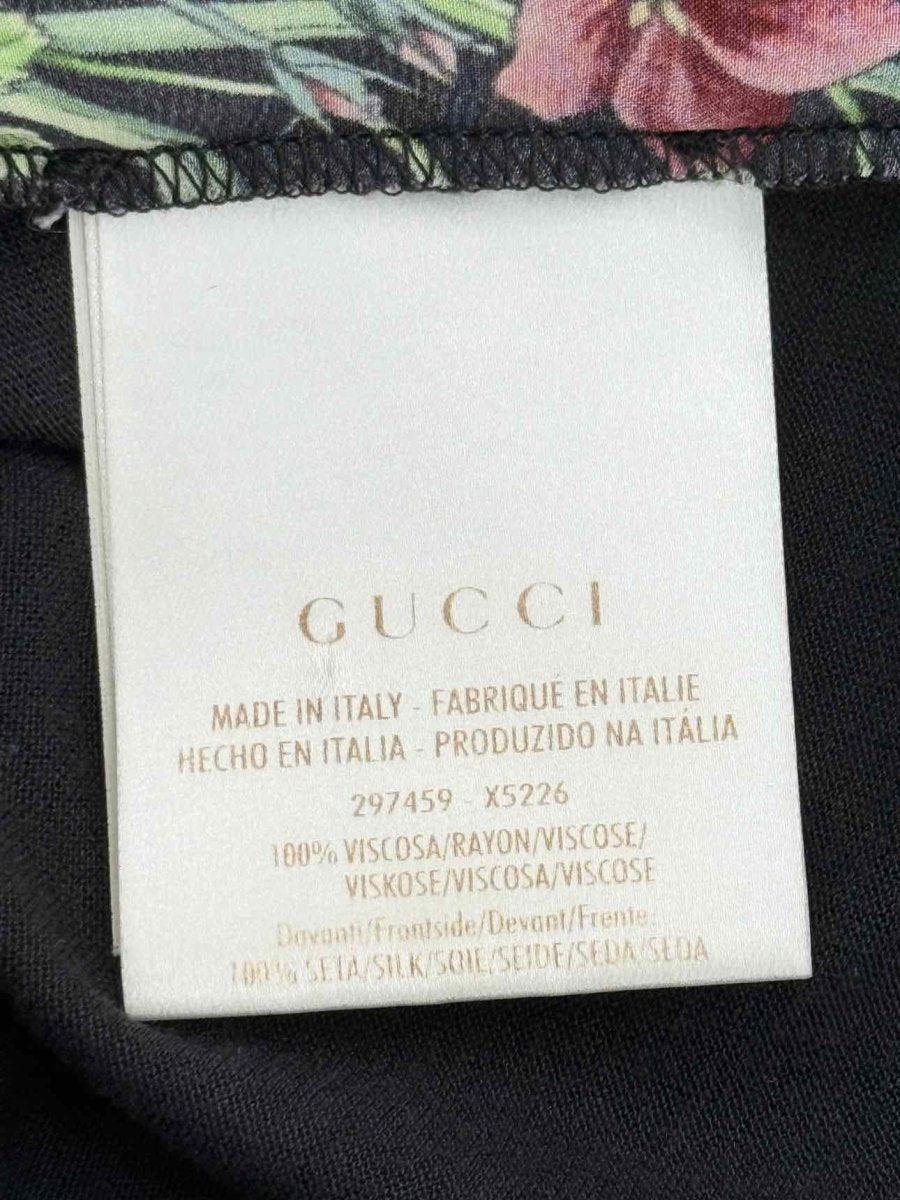 GUCCI
MADE IN ITALY - FABRIQUÉ EN ITALIE
HECHO EN ITALIA - PRODUZIDO NA ITÁLIA
297459 - X5226
100% VISCOSA/RAYON/VISCOSE/
VISKOSE/VISCOSA/VISCOSE
Davanti/Frontside/Devant/Frente:
100% SETA/SILK/SOIE/SEIDE/SEDA/SEDA